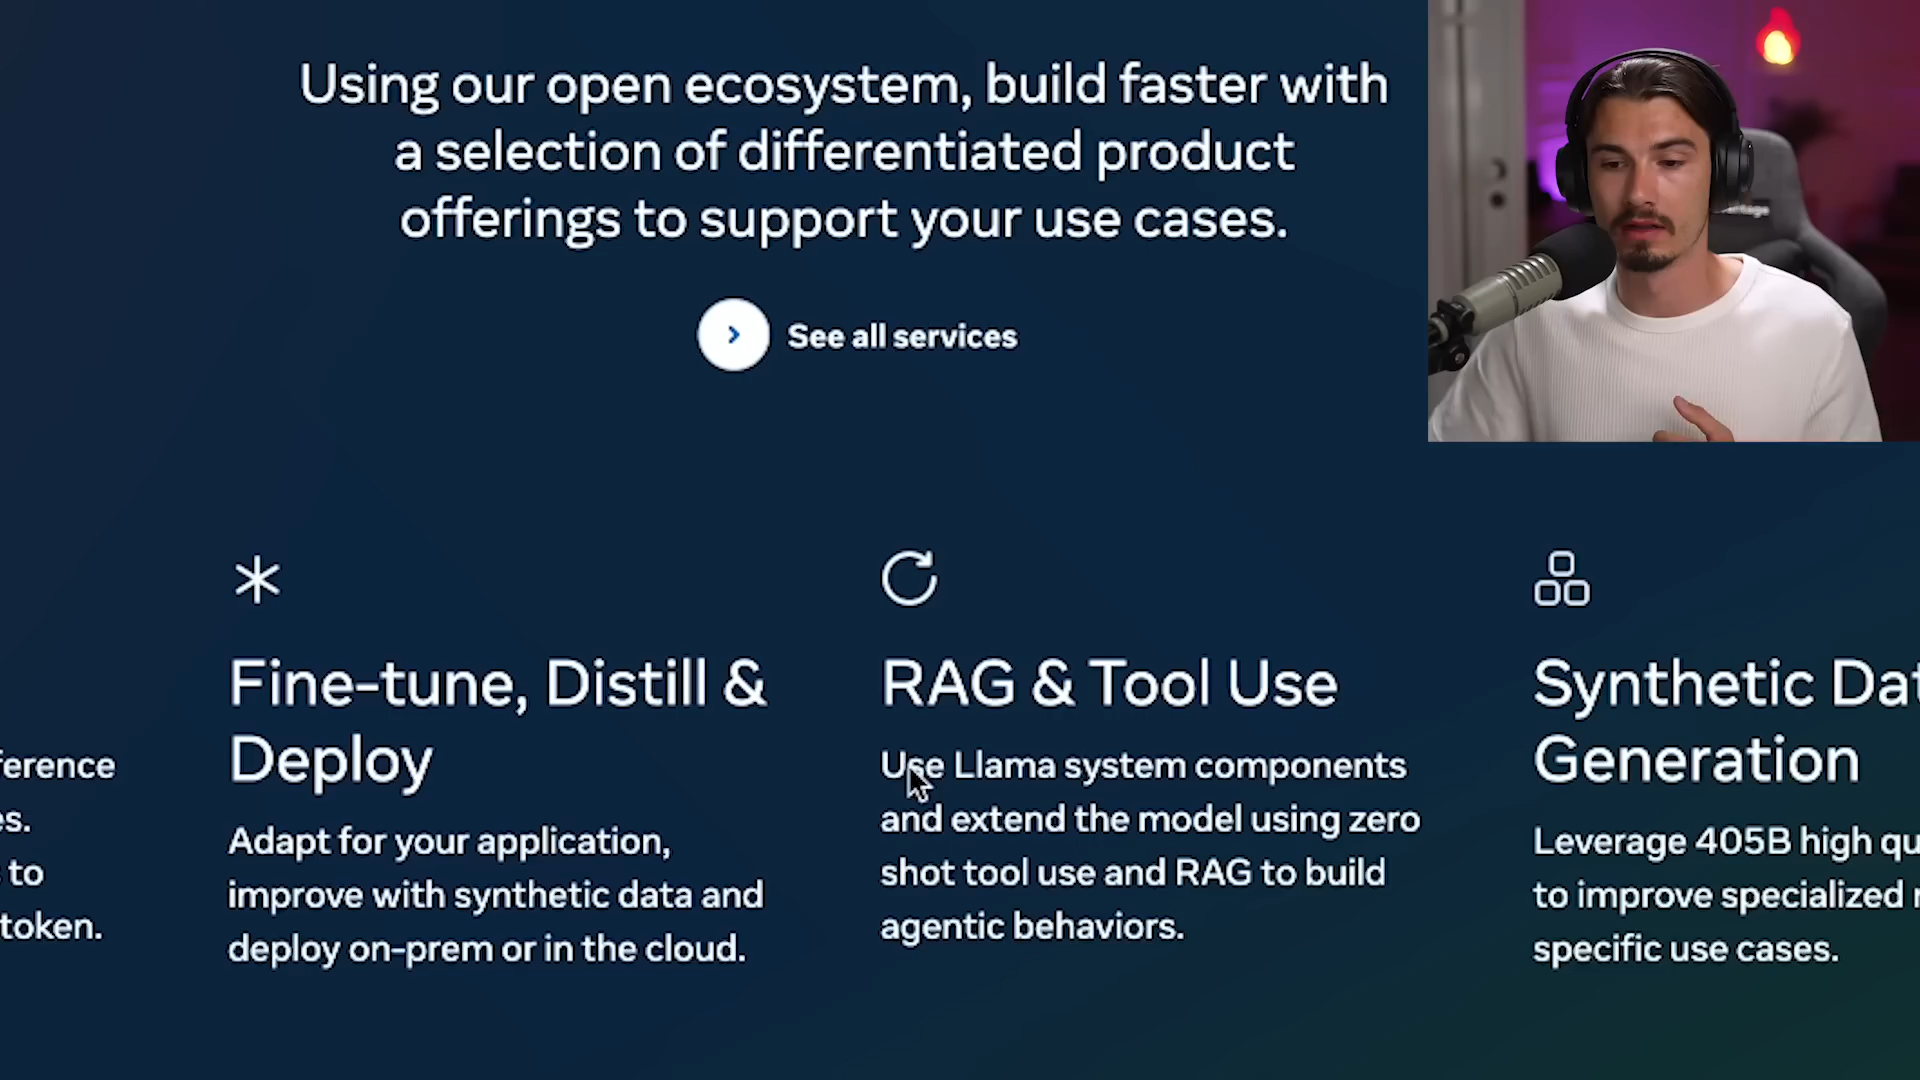 Using our open ecosystem, build faster with
a selection of differentiated product
offerings to support your use cases.
See all services
ference
es.
to
token.
Fine-tune, Distill &
Deploy
Adapt for your application,
improve with synthetic data and
deploy on-prem or in the cloud.
RAG & Tool Use
Use Llama system components
and extend the model using zero
shot tool use and RAG to build
agentic behaviors.
Synthetic Dat
Generation
Leverage 405B high qu
to improve specialized
specific use cases.